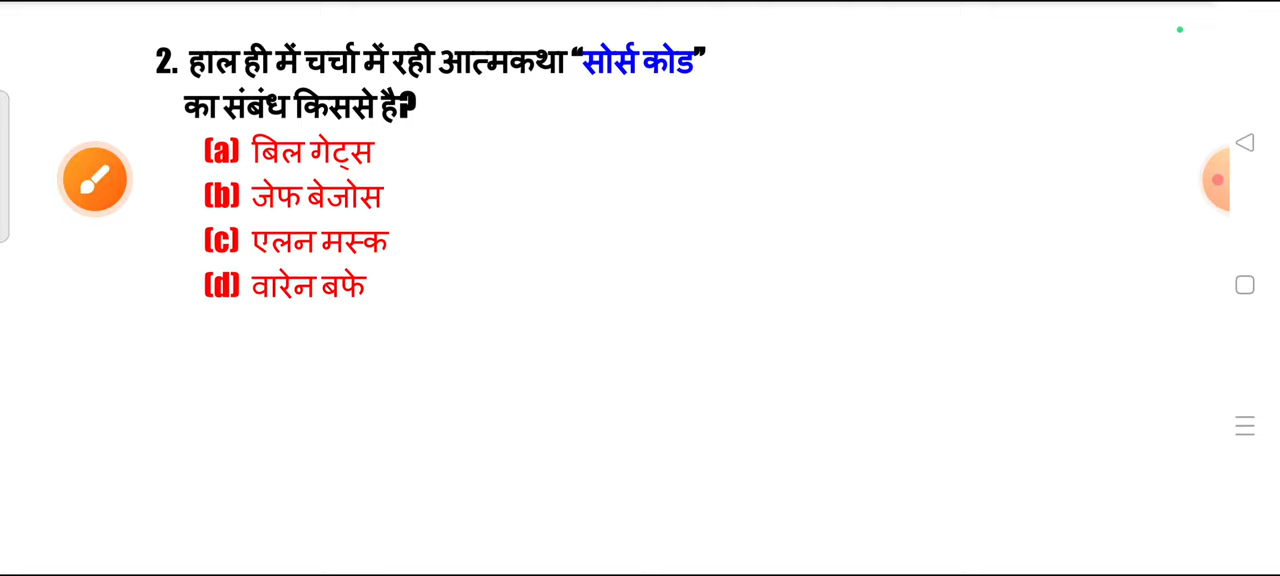 2. हाल ही में चर्चा में रही आत्मकथा “सोर्स कोड”
का संबंध किससे है?
(a) बिल गेट्स
(b) जेफ बेजोस
(c) एलन मस्क
(d) वारेन बफे